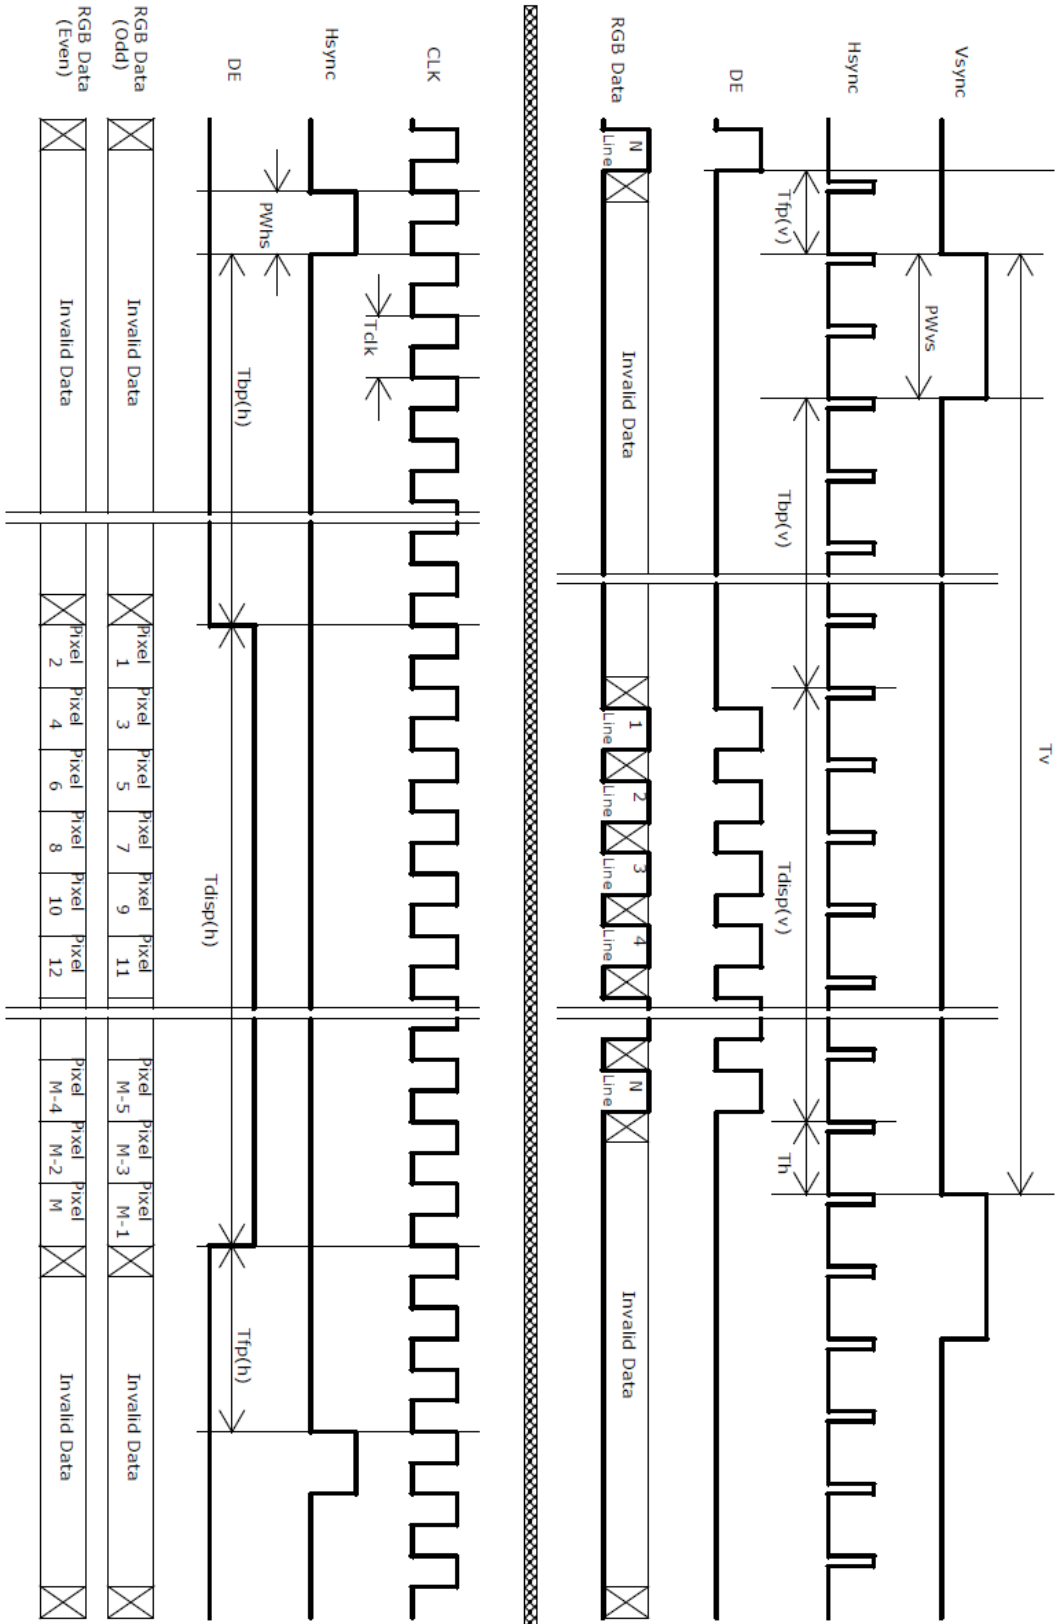 Vsync
Tv
PWvs
Hsync
Tfp(v)
Tbp(v)
Tdisp(v)
Th
DE
RGB Data
Line
N
Invalid Data
Line
1
Line
2
Line
3
Line
4
Line
N
Invalid Data
CLK
Tclk
Hsync
PWhs
DE
Tbp(h)
Tdisp(h)
Tfp(h)
RGB Data
(Odd)
Invalid Data
Pixel
1
Pixel
3
Pixel
5
Pixel
7
Pixel
9
Pixel
11
Pixel
M-5
Pixel
M-3
Pixel
M-1
Invalid Data
RGB Data
(Even)
Invalid Data
Pixel
2
Pixel
4
Pixel
6
Pixel
8
Pixel
10
Pixel
12
Pixel
M-4
Pixel
M-2
Pixel
M
Invalid Data